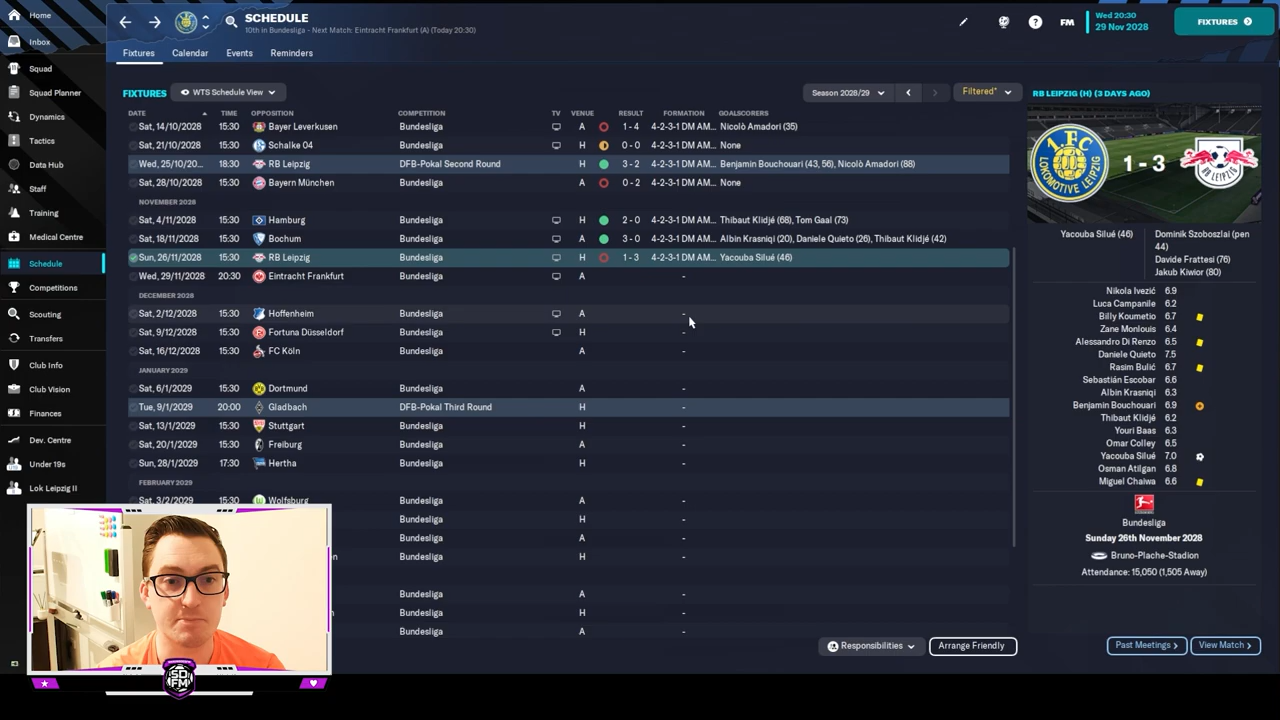 Home
SCHEDULE
10th in Bundesliga - Next Match: Eintracht Frankfurt (A) (Today 20:30)
FM
Wed 20:30
29 Nov 2028
FIXTURES
Inbox
Squad
Squad Planner
Dynamics
Tactics
Data Hub
Staff
Training
Medical Centre
Schedule
Competitions
Scouting
Transfers
Club Info
Club Vision
Finances
Dev. Centre
Under 19s
Lok Leipzig II
Fixtures Calendar Events Reminders
FIXTURES WTS Schedule View Season 2028/29 Filtered*
DATE TIME OPPOSITION COMPETITION TV VENUE RESULT FORMATION GOALSCORERS
Sat, 14/10/2028 15:30 Bayer Leverkusen Bundesliga A 1 - 4 4-2-3-1 DM AM... Nicolò Amadori (35)
Sat, 21/10/2028 15:30 Schalke 04 Bundesliga H 0 - 0 4-2-3-1 DM AM... None
Wed, 25/10/20... 18:30 RB Leipzig DFB-Pokal Second Round H 3 - 2 4-2-3-1 DM AM... Benjamin Bouchouari (43, 56), Nicolò Amadori (88)
Sat, 28/10/2028 15:30 Bayern München Bundesliga A 0 - 2 4-2-3-1 DM AM... None
NOVEMBER 2028
Sat, 4/11/2028 15:30 Hamburg Bundesliga H 2 - 0 4-2-3-1 DM AM... Thibaut Klidjé (68), Tom Gaal (73)
Sat, 18/11/2028 15:30 Bochum Bundesliga A 3 - 0 4-2-3-1 DM AM... Albin Krasniqi (20), Daniele Quieto (26), Thibaut Klidjé (42)
Sun, 26/11/2028 15:30 RB Leipzig Bundesliga H 1 - 3 4-2-3-1 DM AM... Yacouba Silué (46)
Wed, 29/11/2028 20:30 Eintracht Frankfurt Bundesliga A -
DECEMBER 2028
Sat, 2/12/2028 15:30 Hoffenheim Bundesliga A -
Sat, 9/12/2028 15:30 Fortuna Düsseldorf Bundesliga H -
Sat, 16/12/2028 15:30 FC Köln Bundesliga A -
JANUARY 2029
Sat, 6/1/2029 15:30 Dortmund Bundesliga A -
Tue, 9/1/2029 20:00 Gladbach DFB-Pokal Third Round H -
Sat, 13/1/2029 15:30 Stuttgart Bundesliga H -
Sat, 20/1/2029 15:30 Freiburg Bundesliga A -
Sun, 28/1/2029 17:30 Hertha Bundesliga H -
FEBRUARY 2029
Sat, 3/2/2029 15:30 Wolfsburg Bundesliga A -
Bundesliga H -
Bundesliga A -
Bundesliga H -
Bundesliga A -
Bundesliga H -
Bundesliga A -
Responsibilities Arrange Friendly
RB LEIPZIG (H) (3 DAYS AGO)
LOKOMOTIVE LEIPZIG
1 - 3
Yacouba Silué (46)
Dominik Szoboszlai (pen
44)
Davide Frattesi (76)
Jakub Kiwior (80)
Nikola Ivezić 6.9
Luca Campanile 6.2
Billy Koumetio 6.7
Zane Monlouis 6.4
Alessandro Di Renzo 6.5
Daniele Quieto 7.5
Rasim Bulić 6.7
Sebastián Escobar 6.6
Albin Krasniqi 6.3
Benjamin Bouchouari 6.9
Thibaut Klidjé 6.2
Youri Baas 6.3
Omar Colley 6.5
Yacouba Silué 7.0
Osman Atilgan 6.8
Miguel Chaiwa 6.6
Bundesliga
Sunday 26th November 2028
Bruno-Plache-Stadion
Attendance: 15,050 (1,505 Away)
Past Meetings View Match
SDFM